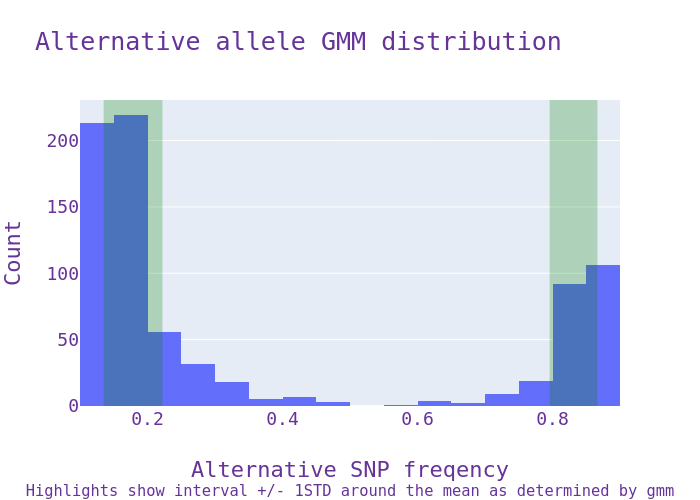 Alternative allele GMM distribution
200
150
100
50
0
Count
0.2
0.4
0.6
0.8
Alternative SNP freqency
Highlights show interval +/- 1STD around the mean as determined by gmm